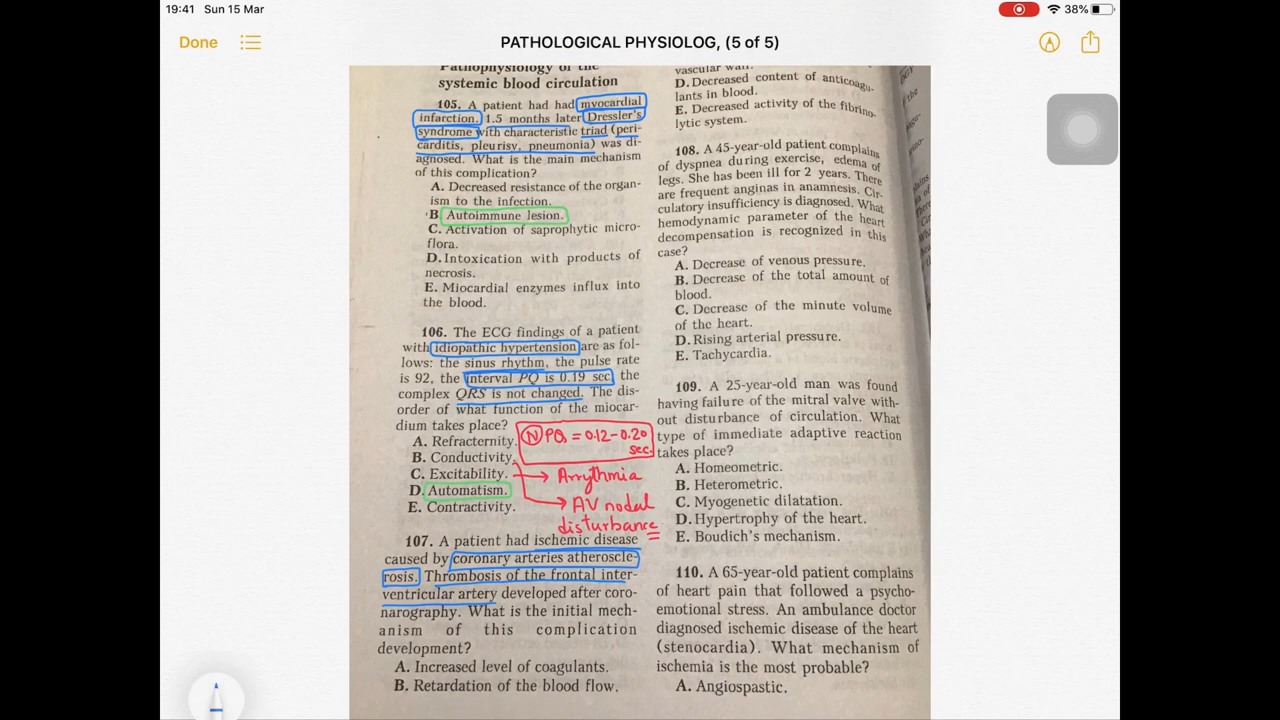 19:41 Sun 15 Mar
38%
Done
PATHOLOGICAL PHYSIOLOG, (5 of 5)
Pathophysiology of the
systemic blood circulation
105. A patient had had myocardial
infarction. 1.5 months later Dressler's
syndrome with characteristic triad (peri-
carditis, pleurisy, pneumonia) was di-
agnosed. What is the main mechanism
of this complication?
A. Decreased resistance of the organ-
ism to the infection.
B Autoimmune lesion.
C. Activation of saprophytic micro-
flora.
D. Intoxication with products of
necrosis.
E. Miocardial enzymes influx into
the blood.
106. The ECG findings of a patient
with idiopathic hypertension are as fol-
lows: the sinus rhythm, the pulse rate
is 92, the interval PQ is 0.19 sec, the
complex QRS is not changed. The dis-
order of what function of the miocar-
dium takes place?
A. Refracternity.
B. Conductivity.
C. Excitability.
D. Automatism.
E. Contractivity.
N PQ = 0.12-0.20
sec.
Arrythmia
AV nodal
disturbance
107. A patient had ischemic disease
caused by coronary arteries atheroscle-
rosis. Thrombosis of the frontal inter-
ventricular artery developed after coro-
narography. What is the initial mech-
anism of this complication
development?
A. Increased level of coagulants.
B. Retardation of the blood flow.
vascular wall.
D. Decreased content of anticoagu-
lants in blood.
E. Decreased activity of the fibrino-
lytic system.
108. A 45-year-old patient complains
of dyspnea during exercise, edema of
legs. She has been ill for 2 years. There
are frequent anginas in anamnesis. Cir-
culatory insufficiency is diagnosed. What
hemodynamic parameter of the heart
decompensation is recognized in this
case?
A. Decrease of venous pressure.
B. Decrease of the total amount of
blood.
C. Decrease of the minute volume
of the heart.
D. Rising arterial pressure.
E. Tachycardia.
109. A 25-year-old man was found
having failure of the mitral valve with-
out disturbance of circulation. What
type of immediate adaptive reaction
takes place?
A. Homeometric.
B. Heterometric.
C. Myogenetic dilatation.
D. Hypertrophy of the heart.
E. Boudich's mechanism.
110. A 65-year-old patient complains
of heart pain that followed a psycho-
emotional stress. An ambulance doctor
diagnosed ischemic disease of the heart
(stenocardia). What mechanism of
ischemia is the most probable?
A. Angiospastic.